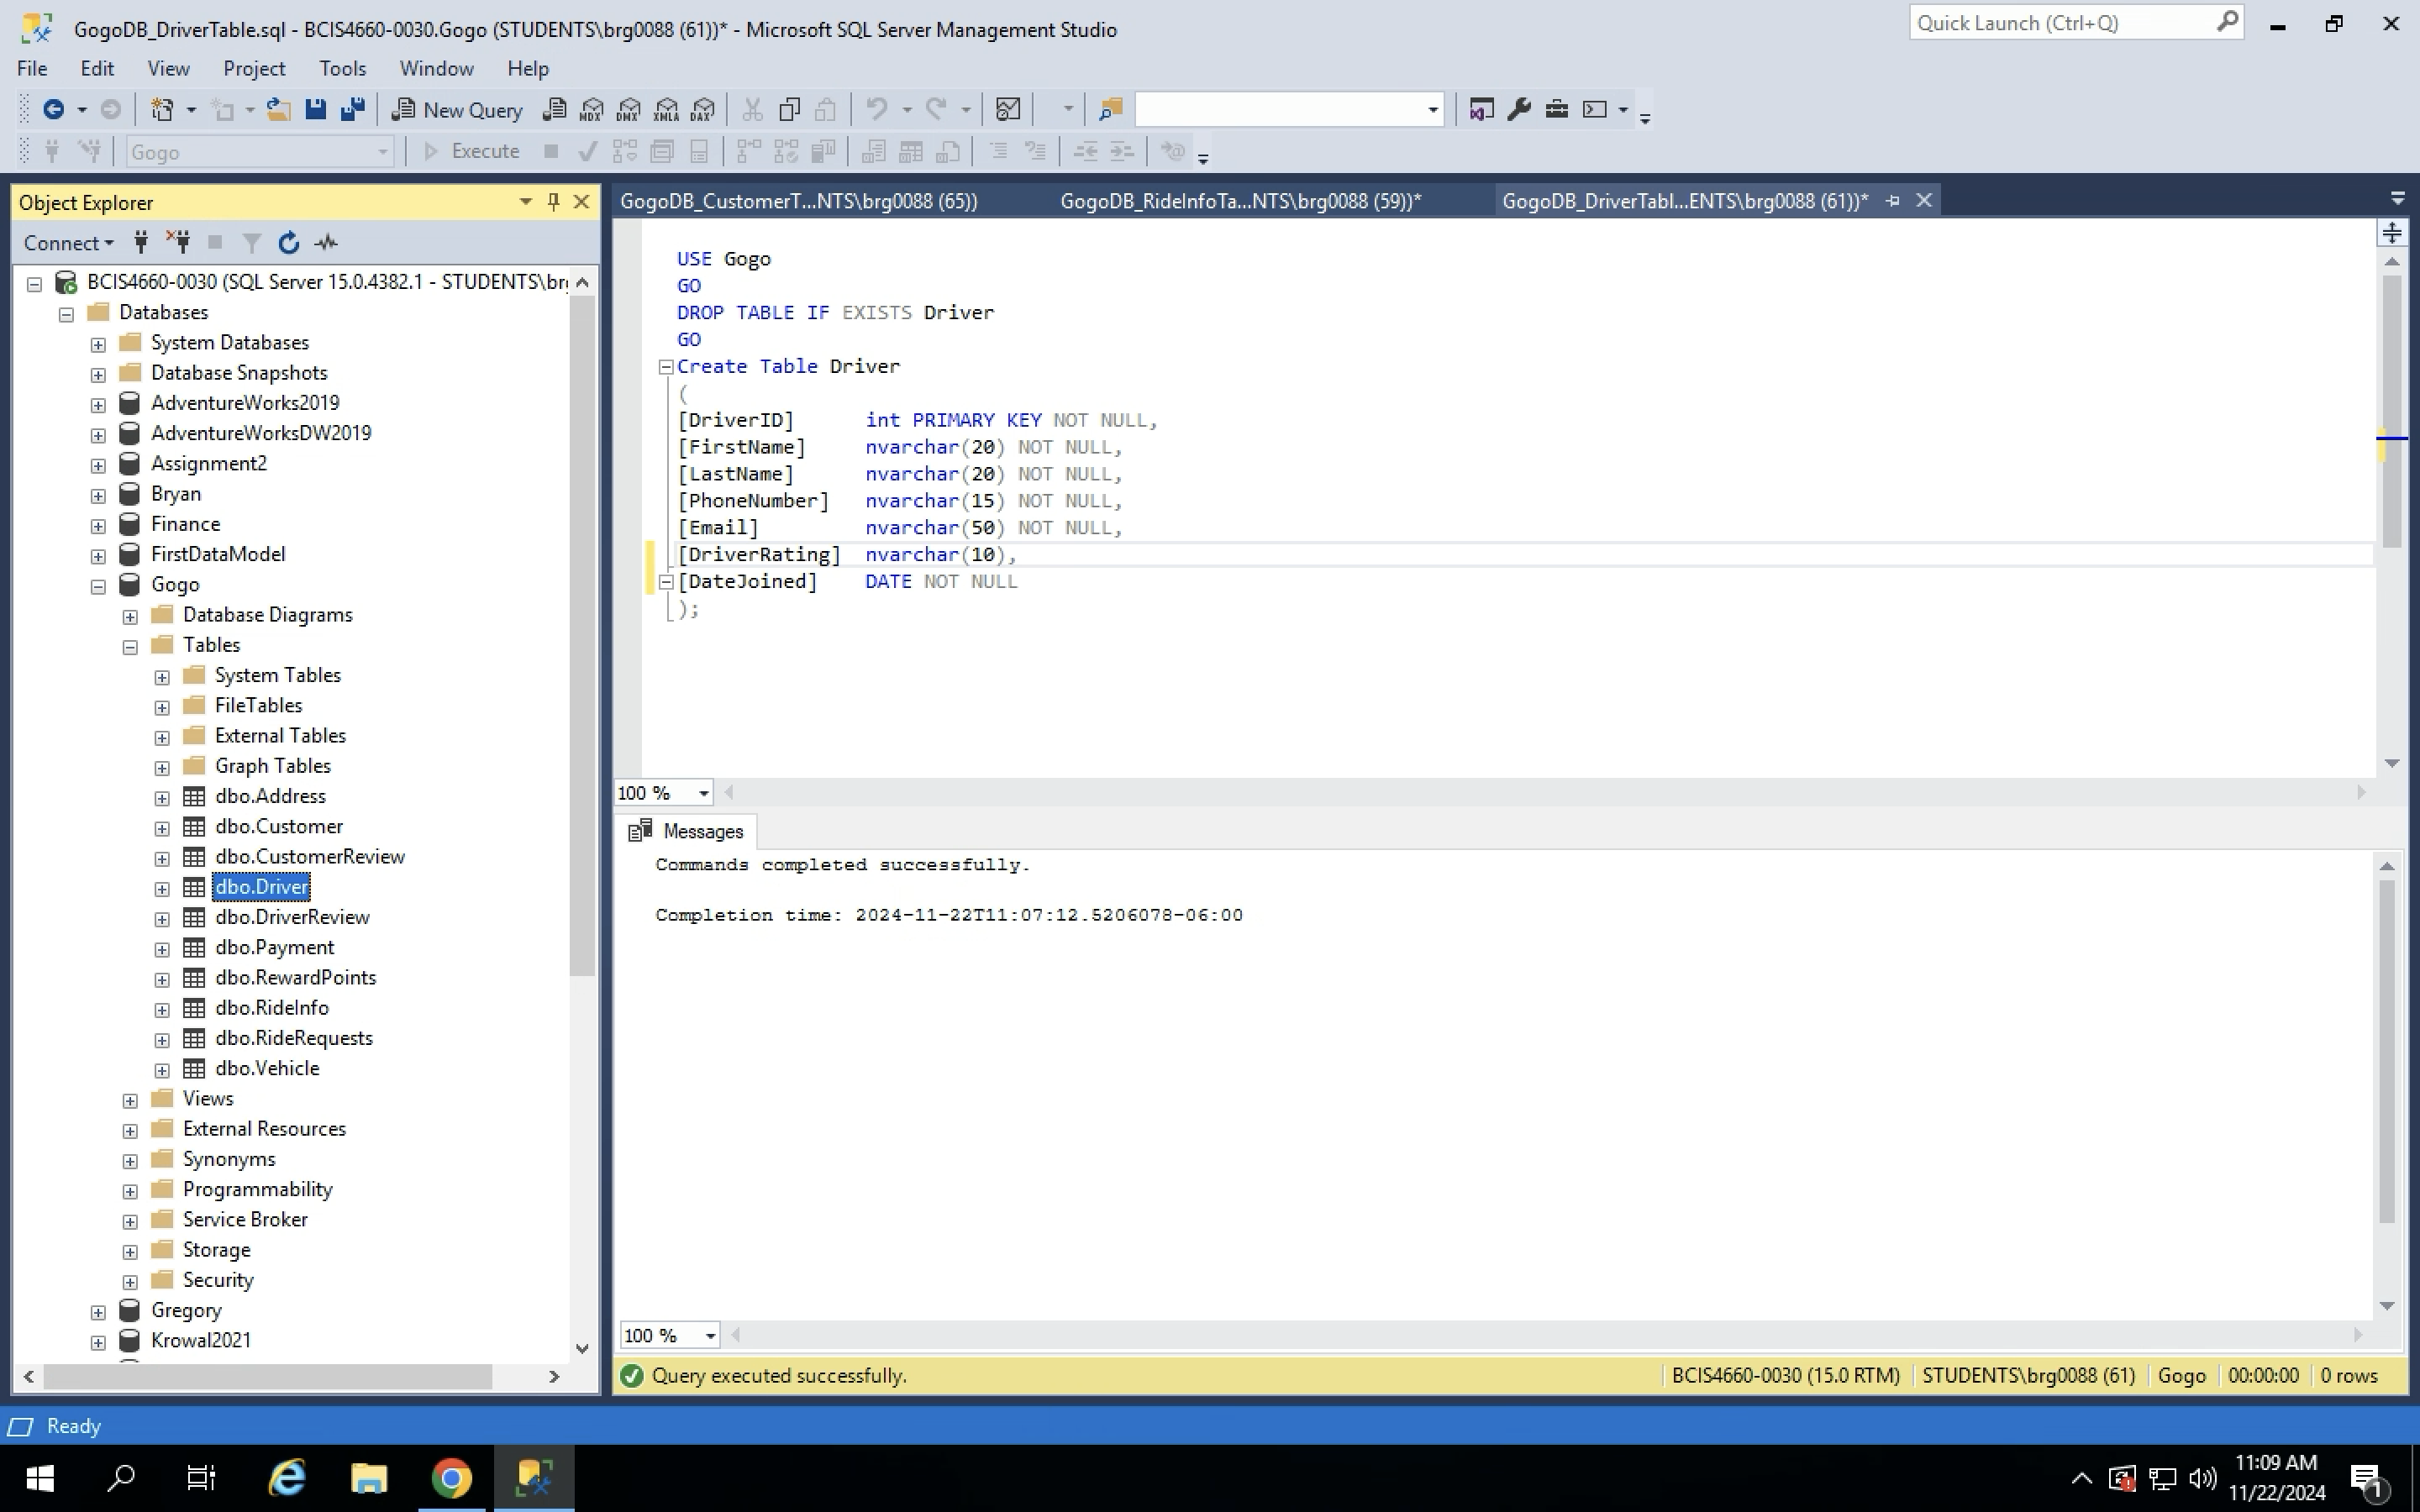 GogoDB_DriverTable.sql - BCIS4660-0030.Gogo (STUDENTS\brg0088 (61))* - Microsoft SQL Server Management Studio
Quick Launch (Ctrl+Q)
File Edit View Project Tools Window Help
New Query MDX DMX XMLA DAX
Gogo Execute
Object Explorer
GogoDB_CustomerT...NTS\brg0088 (65)) GogoDB_RideInfoTa...NTS\brg0088 (59))* GogoDB_DriverTabl...ENTS\brg0088 (61))*
Connect
BCIS4660-0030 (SQL Server 15.0.4382.1 - STUDENTS\br
Databases
System Databases
Database Snapshots
AdventureWorks2019
AdventureWorksDW2019
Assignment2
Bryan
Finance
FirstDataModel
Gogo
Database Diagrams
Tables
System Tables
FileTables
External Tables
Graph Tables
dbo.Address
dbo.Customer
dbo.CustomerReview
dbo.Driver
dbo.DriverReview
dbo.Payment
dbo.RewardPoints
dbo.RideInfo
dbo.RideRequests
dbo.Vehicle
Views
External Resources
Synonyms
Programmability
Service Broker
Storage
Security
Gregory
Krowal2021
USE Gogo
GO
DROP TABLE IF EXISTS Driver
GO
Create Table Driver
(
[DriverID] int PRIMARY KEY NOT NULL,
[FirstName] nvarchar(20) NOT NULL,
[LastName] nvarchar(20) NOT NULL,
[PhoneNumber] nvarchar(15) NOT NULL,
[Email] nvarchar(50) NOT NULL,
[DriverRating] nvarchar(10),
[DateJoined] DATE NOT NULL
);
100 %
Messages
Commands completed successfully.
Completion time: 2024-11-22T11:07:12.5206078-06:00
100 %
Query executed successfully. BCIS4660-0030 (15.0 RTM) STUDENTS\brg0088 (61) Gogo 00:00:00 0 rows
Ready
11:09 AM
11/22/2024
1